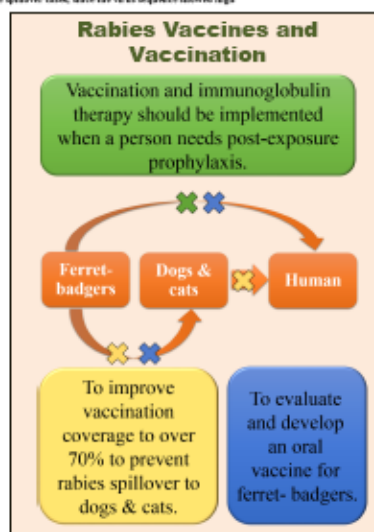 Rabies Vaccines and
Vaccination
Vaccination and immunoglobulin
therapy should be implemented
when a person needs post-exposure
prophylaxis.
Ferret-
badgers
Dogs &
cats
Human
To improve
vaccination
coverage to over
70% to prevent
rabies spillover to
dogs & cats.
To evaluate
and develop
an oral
vaccine for
ferret- badgers.